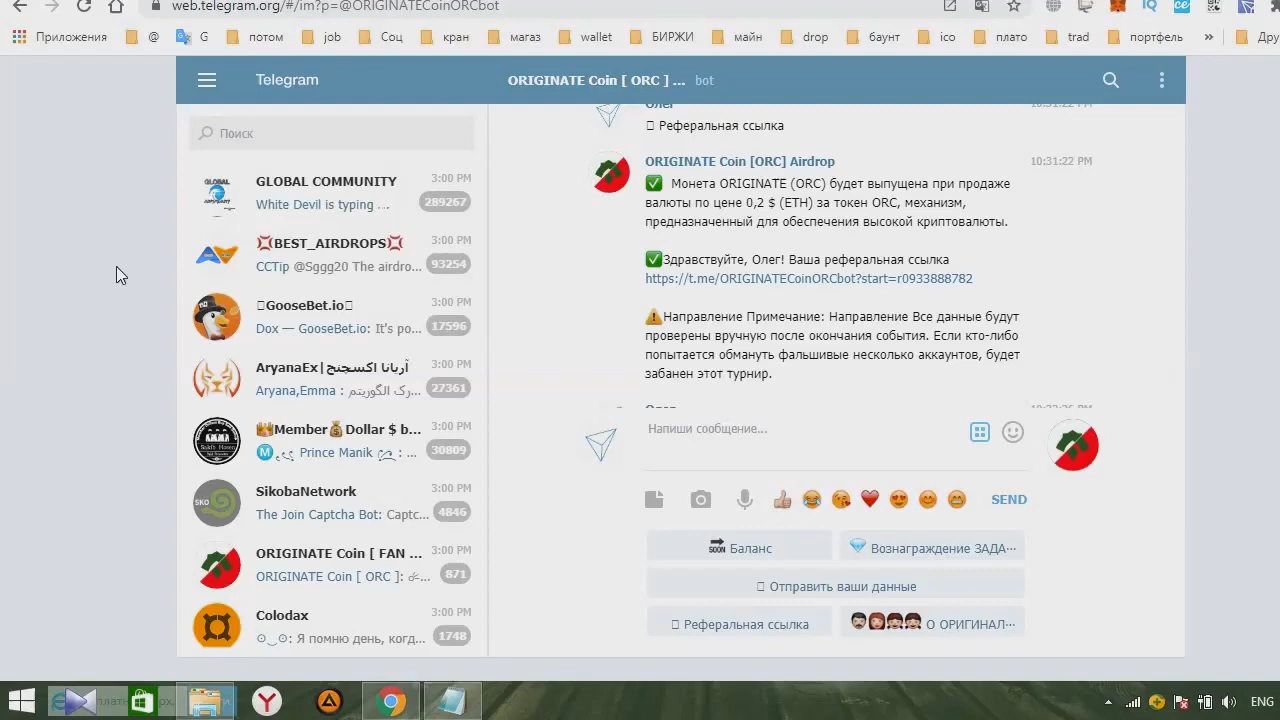 web.telegram.org/#/im?p=@ORIGINATECoinORCbot
Приложения @ G потом job Соц кран магаз wallet БИРЖИ майн drop баунт ico плато trad портфель » Дру
Telegram
ORIGINATE Coin [ ORC ] ... bot
Поиск
GLOBAL COMMUNITY 3:00 PM
White Devil is typing ... 289267
💢BEST_AIRDROPS💢 3:00 PM
CCTip @Sggg20 The airdro... 93254
GooseBet.io 3:00 PM
Dox — GooseBet.io: It's po... 17596
AryanaEx | آریانا اکسچنج 3:00 PM
Aryana,Emma : رک الگوریتم... 27361
👑Member💰Dollar $ b... 3:00 PM
Ⓜ Prince Manik : ... 30809
SikobaNetwork 3:00 PM
The Join Captcha Bot: Captc... 4846
ORIGINATE Coin [ FAN ... 3:00 PM
ORIGINATE Coin [ ORC ]: ... 871
Colodax 3:00 PM
⊙‿⊙: Я помню день, когд... 1748
Олег 10:31:22 PM
Реферальная ссылка
ORIGINATE Coin [ORC] Airdrop 10:31:22 PM
✅ Монета ORIGINATE (ORC) будет выпущена при продаже
валюты по цене 0,2 $ (ETH) за токен ORC, механизм,
предназначенный для обеспечения высокой криптовалюты.
✅Здравствуйте, Олег! Ваша реферальная ссылка
https://t.me/ORIGINATECoinORCbot?start=r0933888782
⚠Направление Примечание: Направление Все данные будут
проверены вручную после окончания события. Если кто-либо
попытается обмануть фальшивые несколько аккаунтов, будет
забанен этот турнир.
Напиши сообщение...
SEND
SOON Баланс
💎 Вознаграждение ЗАДА...
Отправить ваши данные
Реферальная ссылка
О ОРИГИНАЛ...
ENG